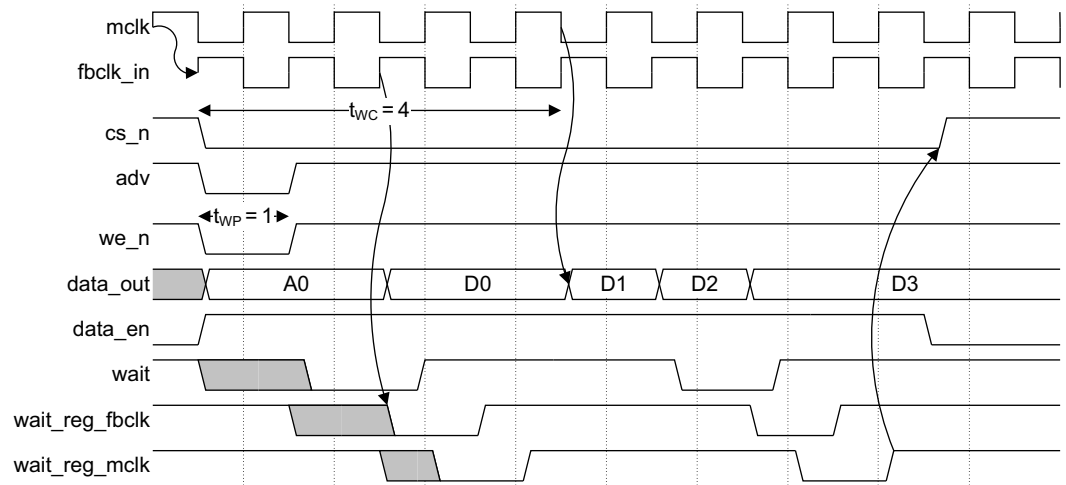 mclk
fbclk_in
t_WC = 4
cs_n
adv
t_WP = 1
we_n
data_out A0 D0 D1 D2 D3
data_en
wait
wait_reg_fbclk
wait_reg_mclk